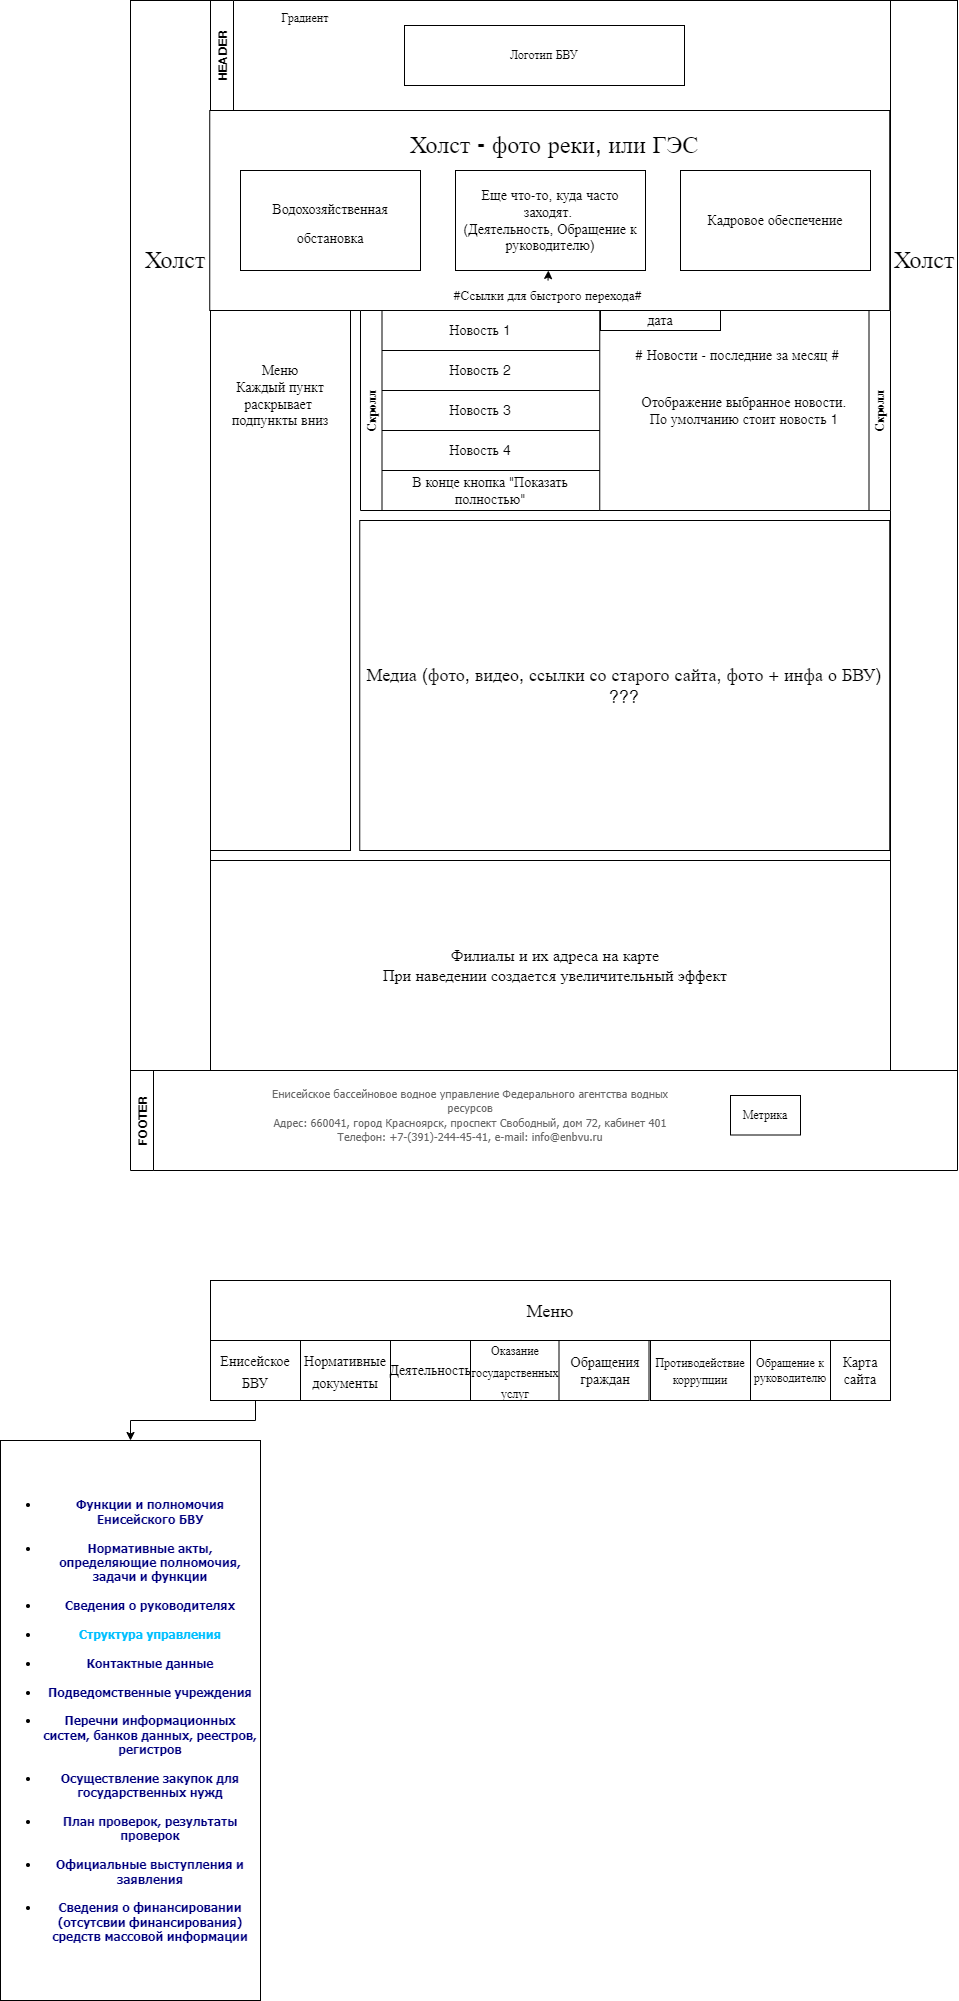 Градиент
HEADER
Логотип БВУ
Холст - фото реки, или ГЭС
Водохозяйственная
обстановка
Еще что-то, куда часто
заходят.
(Деятельность, Обращение к
руководителю)
Кадровое обеспечение
Холст
Холст
#Ссылки для быстрого перехода#
Меню
Каждый пункт
раскрывает
подпункты вниз
Скролл
Новость 1
Новость 2
Новость 3
Новость 4
В конце кнопка "Показать
полностью"
дата
# Новости - последние за месяц #
Отображение выбранное новости.
По умолчанию стоит новость 1
Скролл
Медиа (фото, видео, ссылки со старого сайта, фото + инфа о БВУ)
???
Филиалы и их адреса на карте
При наведении создается увеличительный эффект
FOOTER
Енисейское бассейновое водное управление Федерального агентства водных
ресурсов
Адрес: 660041, город Красноярск, проспект Свободный, дом 72, кабинет 401
Телефон: +7-(391)-244-45-41, e-mail: info@enbvu.ru
Метрика
Меню
Енисейское
БВУ
Нормативные
документы
Деятельность
Оказание
государственных
услуг
Обращения
граждан
Противодействие
коррупции
Обращение к
руководителю
Карта
сайта
• Функции и полномочия
Енисейского БВУ
• Нормативные акты,
определяющие полномочия,
задачи и функции
• Сведения о руководителях
• Структура управления
• Контактные данные
• Подведомственные учреждения
• Перечни информационных
систем, банков данных, реестров,
регистров
• Осуществление закупок для
государственных нужд
• План проверок, результаты
проверок
• Официальные выступления и
заявления
• Сведения о финансировании
(отсутсвии финансирования)
средств массовой информации